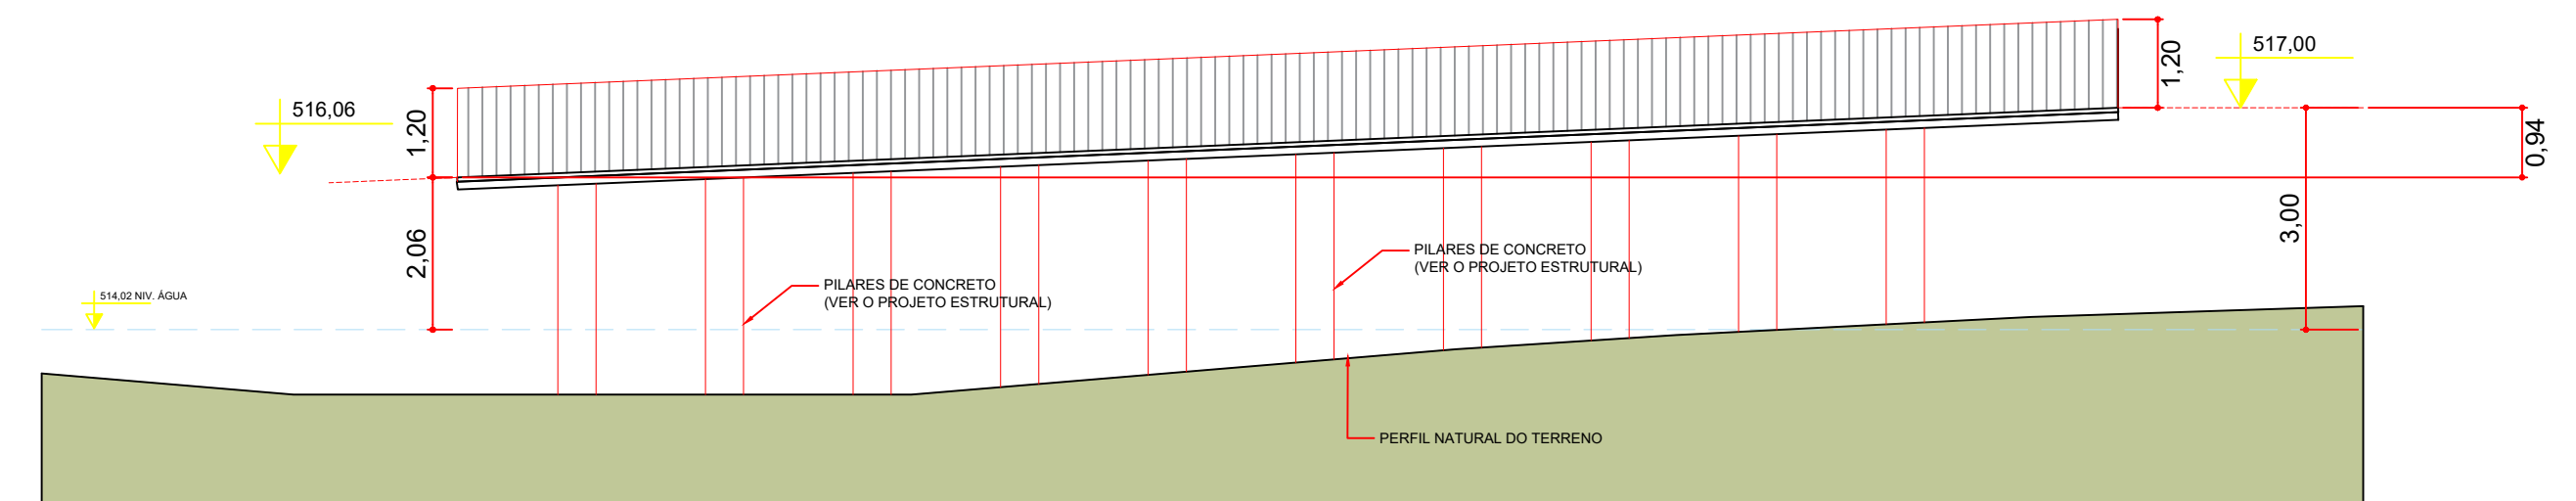 1,20
517,00
516,06
1,20
0,94
3,00
2,06
PILARES DE CONCRETO
(VER O PROJETO ESTRUTURAL)
PILARES DE CONCRETO
(VER O PROJETO ESTRUTURAL)
514,02 NIV. ÁGUA
PERFIL NATURAL DO TERRENO